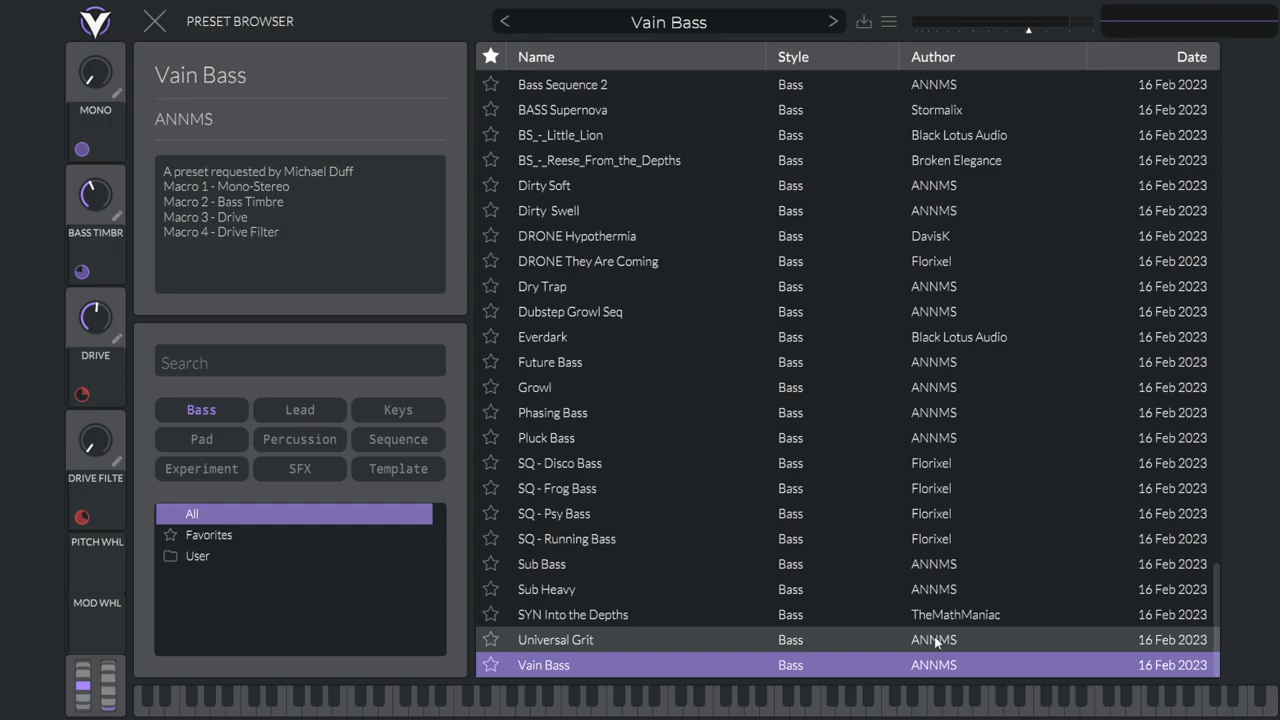 PRESET BROWSER
Vain Bass
MONO
BASS TIMBR
DRIVE
DRIVE FILTE
PITCH WHL
MOD WHL
Vain Bass
ANNMS
A preset requested by Michael Duff
Macro 1 - Mono-Stereo
Macro 2 - Bass Timbre
Macro 3 - Drive
Macro 4 - Drive Filter
Search
Bass Lead Keys
Pad Percussion Sequence
Experiment SFX Template
All
Favorites
User
Name Style Author Date
Bass Sequence 2 Bass ANNMS 16 Feb 2023
BASS Supernova Bass Stormalix 16 Feb 2023
BS_-_Little_Lion Bass Black Lotus Audio 16 Feb 2023
BS_-_Reese_From_the_Depths Bass Broken Elegance 16 Feb 2023
Dirty Soft Bass ANNMS 16 Feb 2023
Dirty  Swell Bass ANNMS 16 Feb 2023
DRONE Hypothermia Bass DavisK 16 Feb 2023
DRONE They Are Coming Bass Florixel 16 Feb 2023
Dry Trap Bass ANNMS 16 Feb 2023
Dubstep Growl Seq Bass ANNMS 16 Feb 2023
Everdark Bass Black Lotus Audio 16 Feb 2023
Future Bass Bass ANNMS 16 Feb 2023
Growl Bass ANNMS 16 Feb 2023
Phasing Bass Bass ANNMS 16 Feb 2023
Pluck Bass Bass ANNMS 16 Feb 2023
SQ - Disco Bass Bass Florixel 16 Feb 2023
SQ - Frog Bass Bass Florixel 16 Feb 2023
SQ - Psy Bass Bass Florixel 16 Feb 2023
SQ - Running Bass Bass Florixel 16 Feb 2023
Sub Bass Bass ANNMS 16 Feb 2023
Sub Heavy Bass ANNMS 16 Feb 2023
SYN Into the Depths Bass TheMathManiac 16 Feb 2023
Universal Grit Bass ANNMS 16 Feb 2023
Vain Bass Bass ANNMS 16 Feb 2023